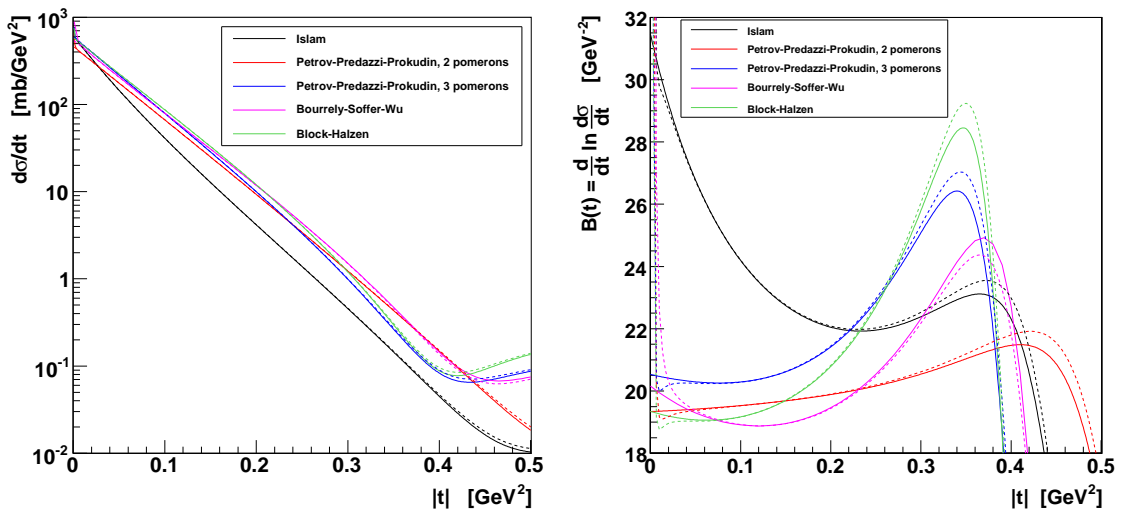 dσ/dt [mb/GeV²]
10³
10²
10
1
10⁻¹
10⁻²
Islam
Petrov-Predazzi-Prokudin, 2 pomerons
Petrov-Predazzi-Prokudin, 3 pomerons
Bourrely-Soffer-Wu
Block-Halzen
0 0.1 0.2 0.3 0.4 0.5
|t| [GeV²]
B(t) = d/dt ln dσ/dt [GeV⁻²]
32
30
28
26
24
22
20
18
Islam
Petrov-Predazzi-Prokudin, 2 pomerons
Petrov-Predazzi-Prokudin, 3 pomerons
Bourrely-Soffer-Wu
Block-Halzen
0 0.1 0.2 0.3 0.4 0.5
|t| [GeV²]